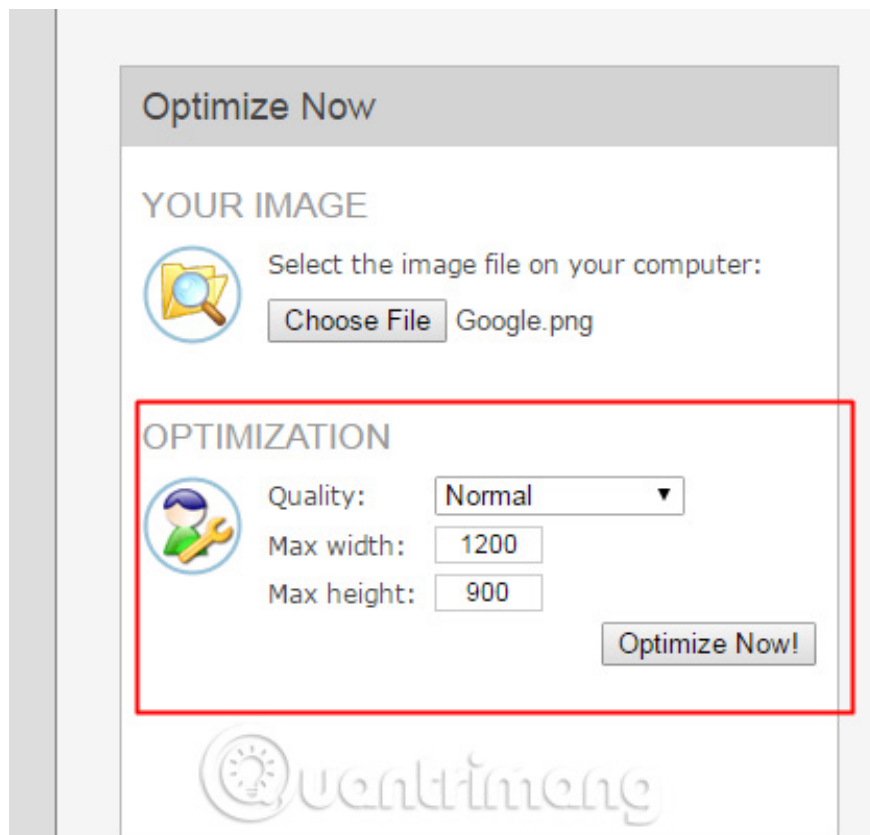 Optimize Now
YOUR IMAGE
Select the image file on your computer:
Choose File Google.png
OPTIMIZATION
Quality: Normal
Max width: 1200
Max height: 900
Optimize Now!
Quantrimang